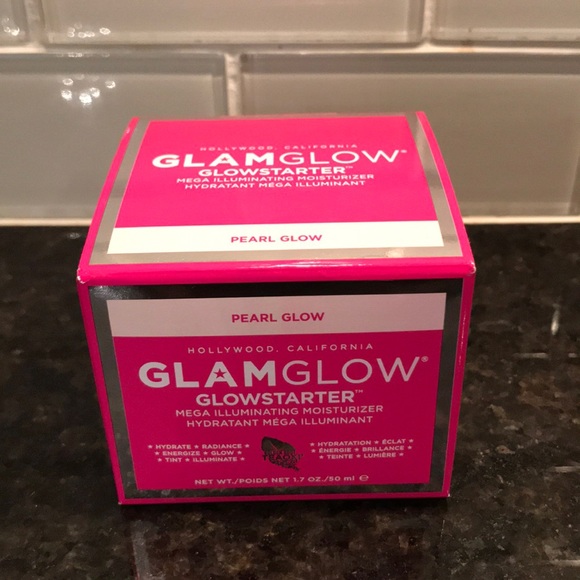 HOLLYWOOD, CALIFORNIA
GLAMGLOW®
GLOWSTARTER™
MEGA ILLUMINATING MOISTURIZER
HYDRATANT MÉGA ILLUMINANT
PEARL GLOW
PEARL GLOW
HOLLYWOOD, CALIFORNIA
GLAMGLOW®
GLOWSTARTER™
MEGA ILLUMINATING MOISTURIZER
HYDRATANT MÉGA ILLUMINANT
★ HYDRATE ★ RADIANCE ★
★ ENERGIZE ★ GLOW ★
★ TINT ★ ILLUMINATE ★
★ HYDRATATION ★ ÉCLAT ★
★ ÉNERGIE ★ BRILLANCE ★
★ TEINTE ★ LUMIÈRE ★
NET WT./POIDS NET 1.7 OZ./50 ml ℮